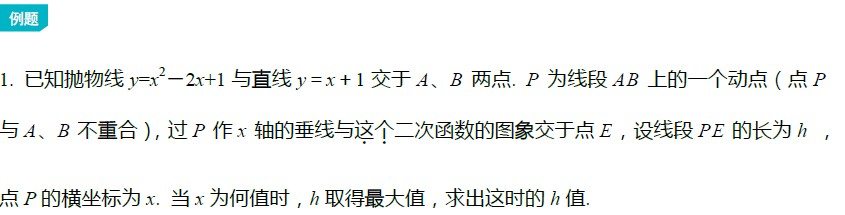 例题
1. 已知抛物线 y=x²－2x+1 与直线 y = x + 1 交于 A、B 两点. P 为线段 AB 上的一个动点 ( 点 P
与 A、B 不重合 ) , 过 P 作 x 轴的垂线与这个二次函数的图象交于点 E , 设线段 PE 的长为 h ,
点 P 的横坐标为 x. 当 x 为何值时 , h 取得最大值 , 求出这时的 h 值.